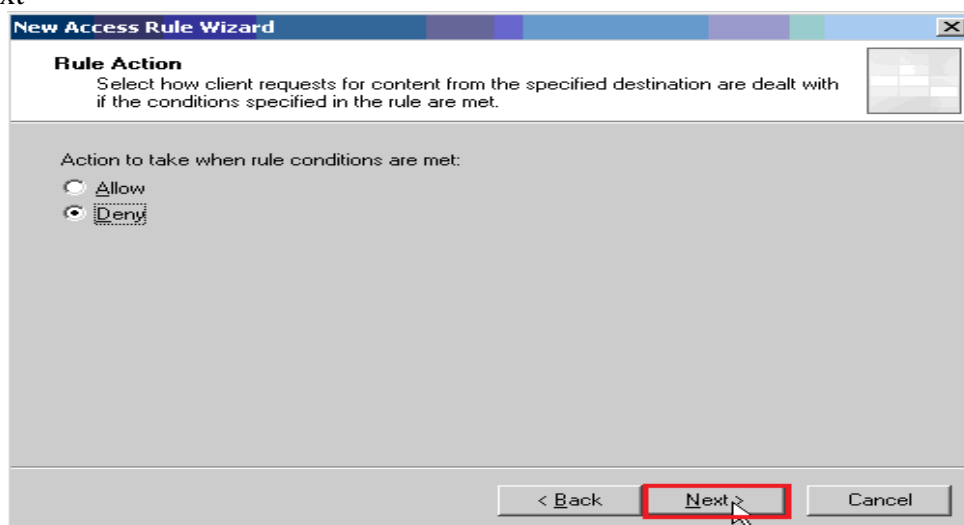 xt
New Access Rule Wizard
Rule Action
Select how client requests for content from the specified destination are dealt with
if the conditions specified in the rule are met.
Action to take when rule conditions are met:
Allow
Deny
< Back Next > Cancel